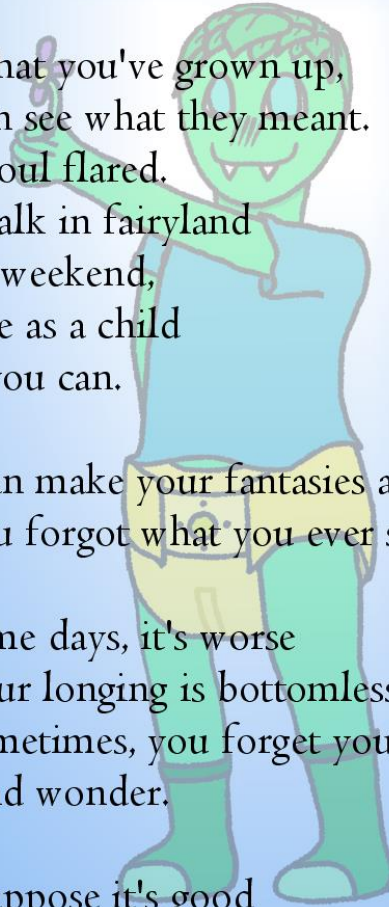 hat you've grown up,
n see what they meant.
oul flared.
alk in fairyland
weekend,
e as a child
you can.
n make your fantasies a
u forgot what you ever s
me days, it's worse
ur longing is bottomless
metimes, you forget you
d wonder.
ppose it's good